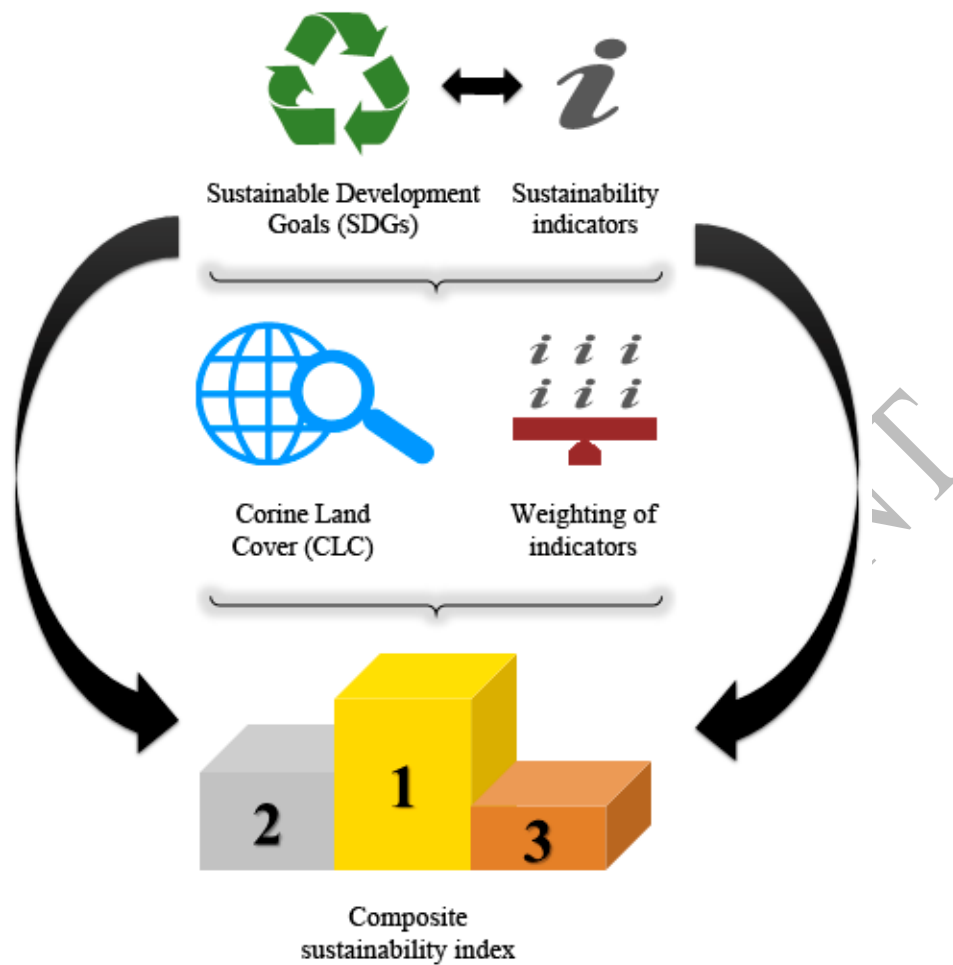 i
Sustainable Development
Goals (SDGs)
Sustainability
indicators
i i i
i i i
Corine Land
Cover (CLC)
Weighting of
indicators
1
2
3
Composite
sustainability index